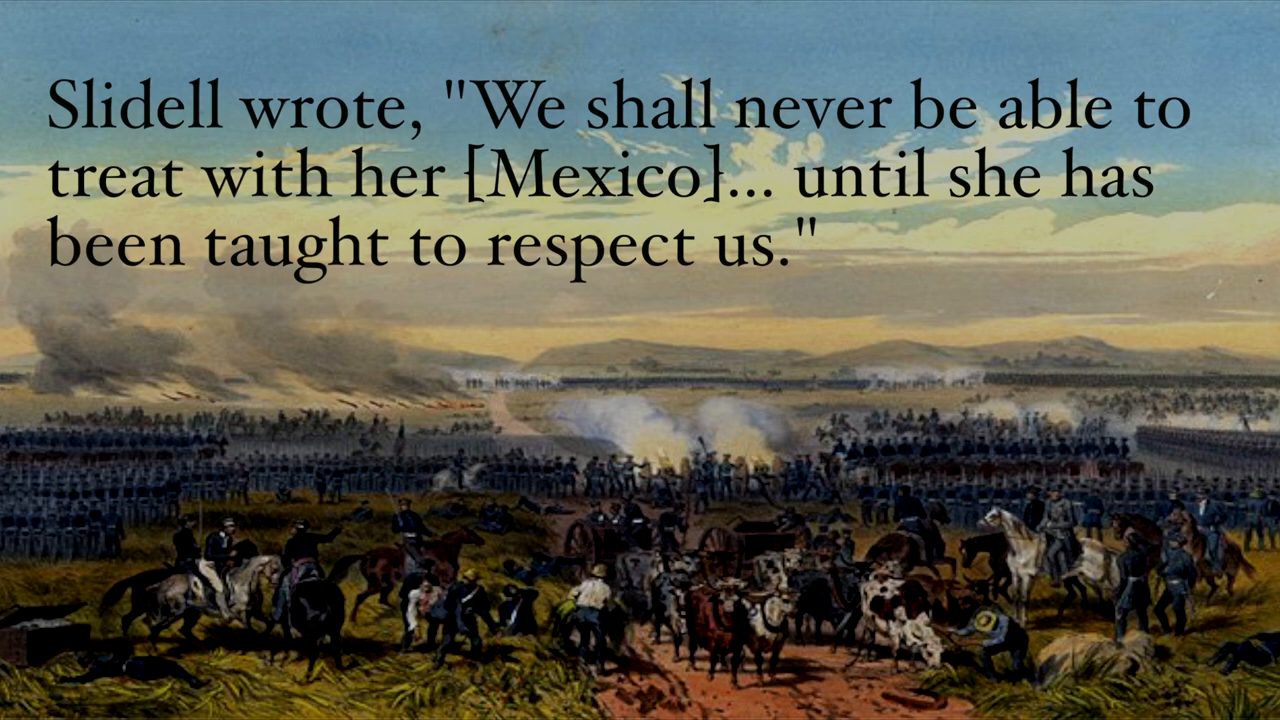 Slidell wrote, "We shall never be able to
treat with her [Mexico]... until she has
been taught to respect us."